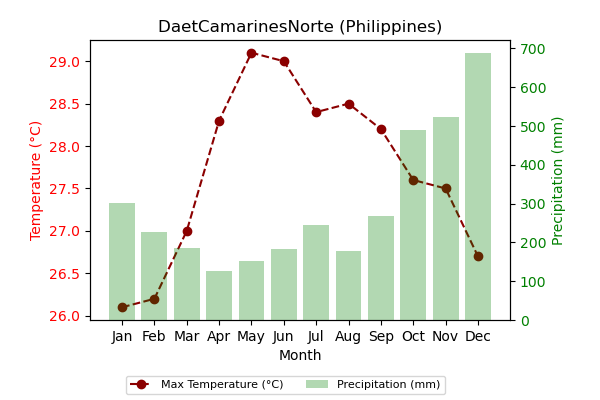 DaetCamarinesNorte (Philippines)
29.0
28.5
28.0
27.5
27.0
26.5
26.0
Temperature (°C)
700
600
500
400
300
200
100
0
Precipitation (mm)
Jan Feb Mar Apr May Jun Jul Aug Sep Oct Nov Dec
Month
Max Temperature (°C) Precipitation (mm)